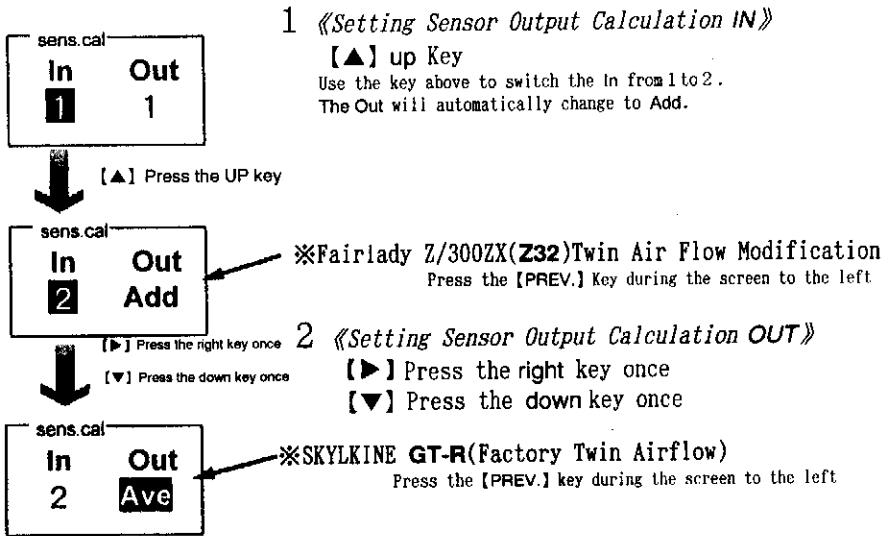 1 《Setting Sensor Output Calculation IN》
【▲】 up Key
Use the key above to switch the In from 1 to 2.
The Out will automatically change to Add.
sens.cal
In Out
1 1
【▲】 Press the UP key
sens.cal
In Out
2 Add
※Fairlady Z/300ZX(Z32)Twin Air Flow Modification
Press the【PREV.】Key during the screen to the left
【▶】 Press the right key once
【▼】 Press the down key once
2 《Setting Sensor Output Calculation OUT》
【▶】Press the right key once
【▼】Press the down key once
sens.cal
In Out
2 Ave
※SKYLKINE GT-R(Factory Twin Airflow)
Press the【PREV.】key during the screen to the left